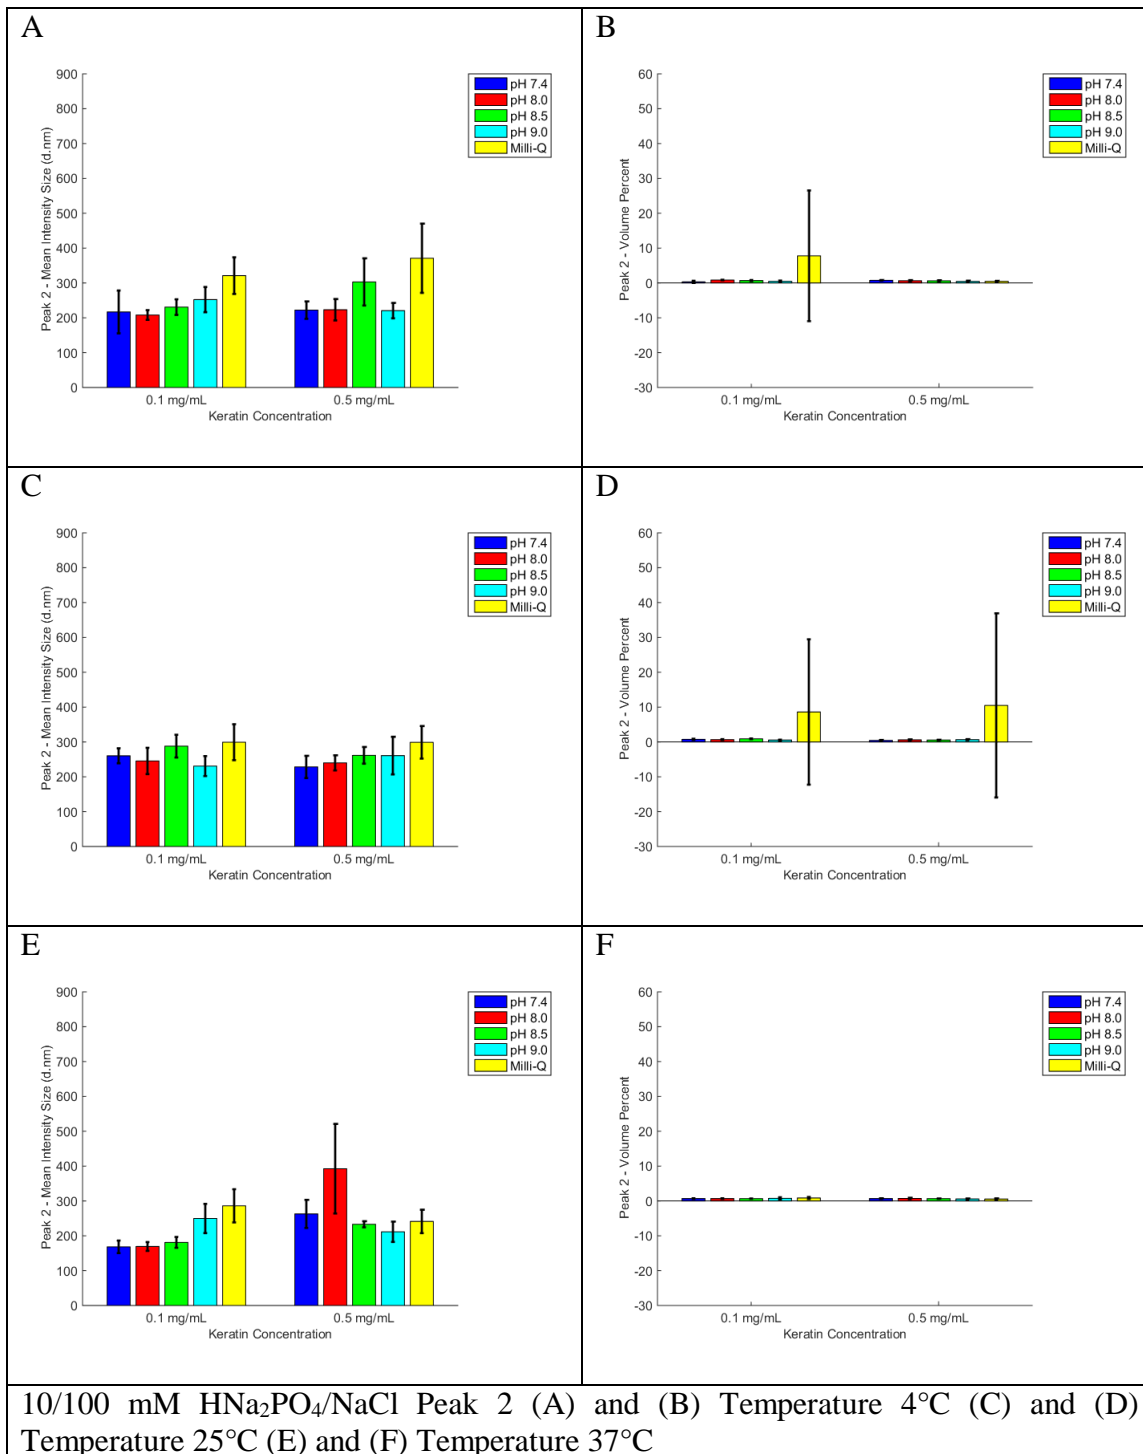 A
B
900
800
700
600
500
400
300
200
100
0
Peak 2 - Mean Intensity Size (d.nm)
0.1 mg/mL
0.5 mg/mL
Keratin Concentration
pH 7.4
pH 8.0
pH 8.5
pH 9.0
Milli-Q
60
50
40
30
20
10
0
-10
-20
-30
Peak 2 - Volume Percent
0.1 mg/mL
0.5 mg/mL
Keratin Concentration
pH 7.4
pH 8.0
pH 8.5
pH 9.0
Milli-Q
C
D
900
800
700
600
500
400
300
200
100
0
Peak 2 - Mean Intensity Size (d.nm)
0.1 mg/mL
0.5 mg/mL
Keratin Concentration
pH 7.4
pH 8.0
pH 8.5
pH 9.0
Milli-Q
60
50
40
30
20
10
0
-10
-20
-30
Peak 2 - Volume Percent
0.1 mg/mL
0.5 mg/mL
Keratin Concentration
pH 7.4
pH 8.0
pH 8.5
pH 9.0
Milli-Q
E
F
900
800
700
600
500
400
300
200
100
0
Peak 2 - Mean Intensity Size (d.nm)
0.1 mg/mL
0.5 mg/mL
Keratin Concentration
pH 7.4
pH 8.0
pH 8.5
pH 9.0
Milli-Q
60
50
40
30
20
10
0
-10
-20
-30
Peak 2 - Volume Percent
0.1 mg/mL
0.5 mg/mL
Keratin Concentration
pH 7.4
pH 8.0
pH 8.5
pH 9.0
Milli-Q
10/100 mM HNa₂PO₄/NaCl Peak 2 (A) and (B) Temperature 4°C (C) and (D)
Temperature 25°C (E) and (F) Temperature 37°C